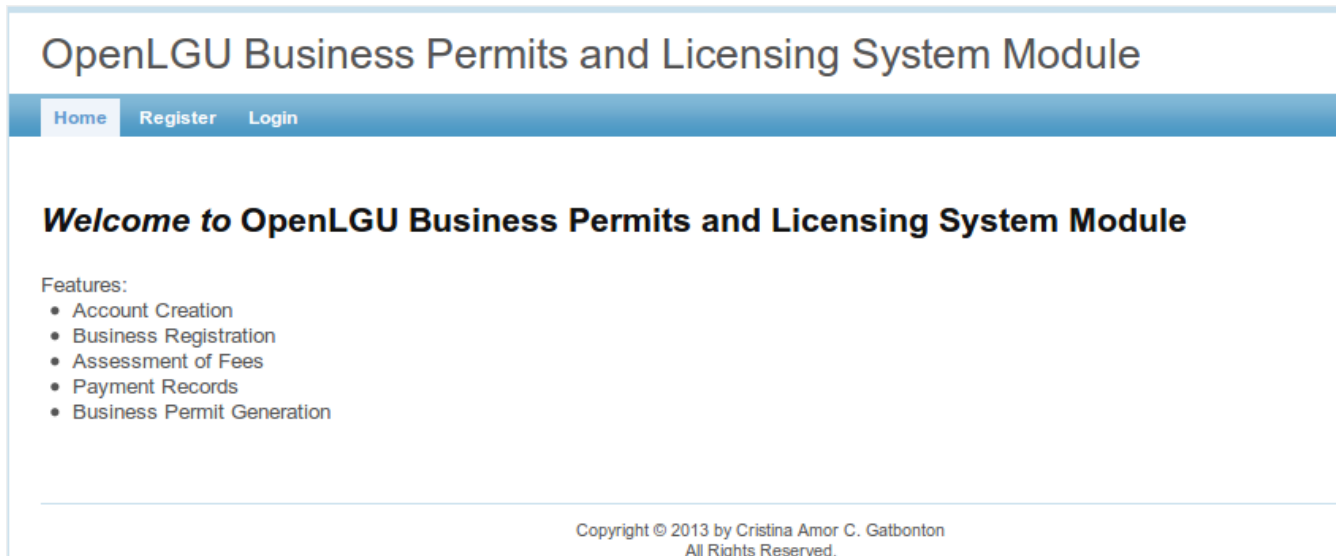 OpenLGU Business Permits and Licensing System Module
Home Register Login
Welcome to OpenLGU Business Permits and Licensing System Module
Features:
• Account Creation
• Business Registration
• Assessment of Fees
• Payment Records
• Business Permit Generation
Copyright © 2013 by Cristina Amor C. Gatbonton
All Rights Reserved.